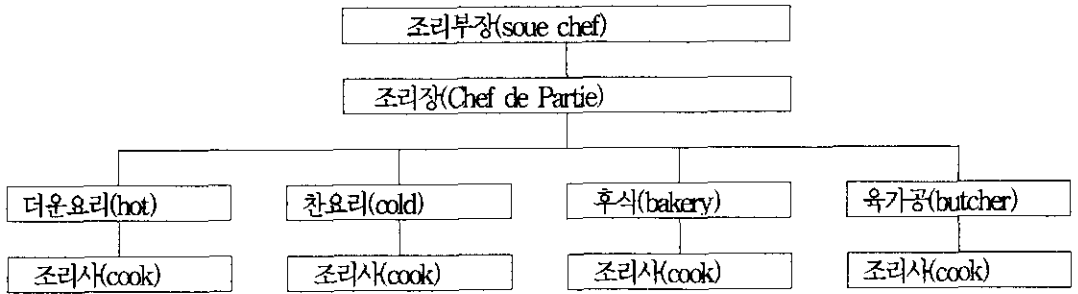 조리부장(soue chef)
조리장(Chef de Partie)
더운요리(hot) 찬요리(cold) 후식(bakery) 육가공(butcher)
조리사(cook) 조리사(cook) 조리사(cook) 조리사(cook)